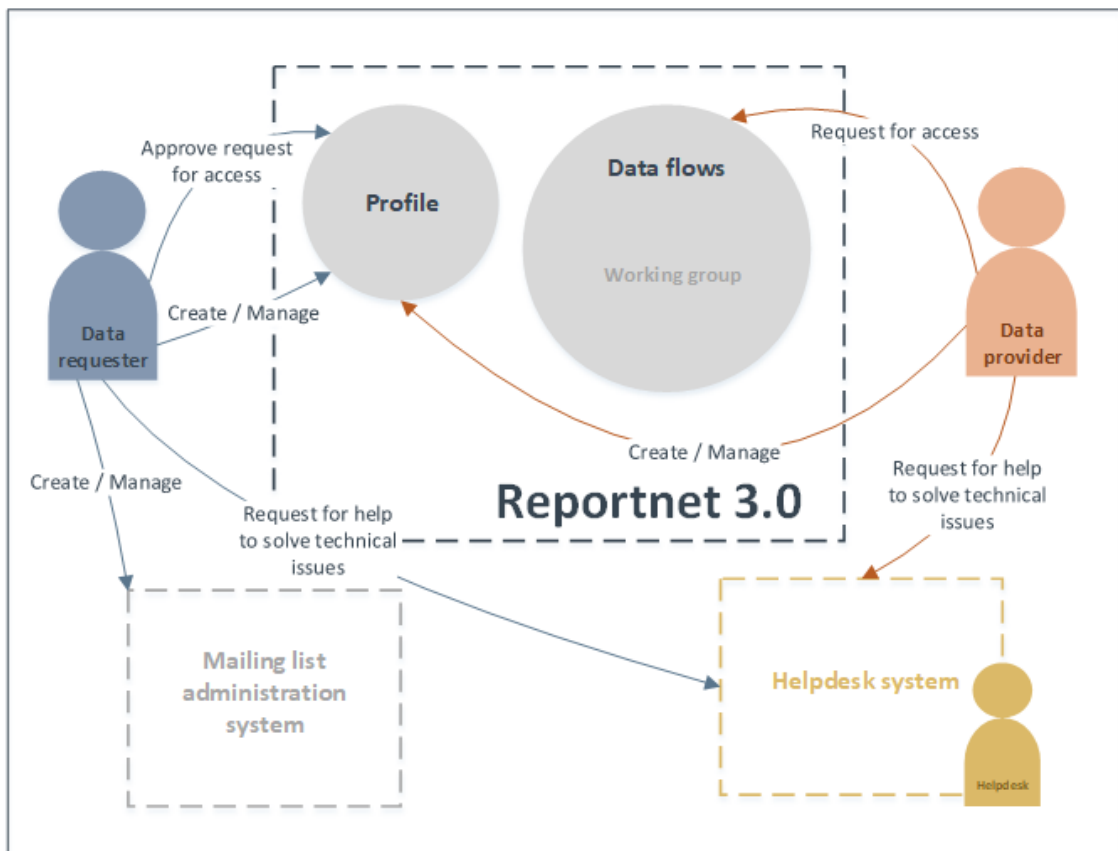 Approve request
for access
Request for access
Profile
Data flows
Working group
Create / Manage
Data
requester
Data
provider
Create / Manage
Create / Manage
Request for help
to solve technical
issues
Reportnet 3.0
Request for help
to solve technical
issues
Mailing list
administration
system
Helpdesk system
Helpdesk